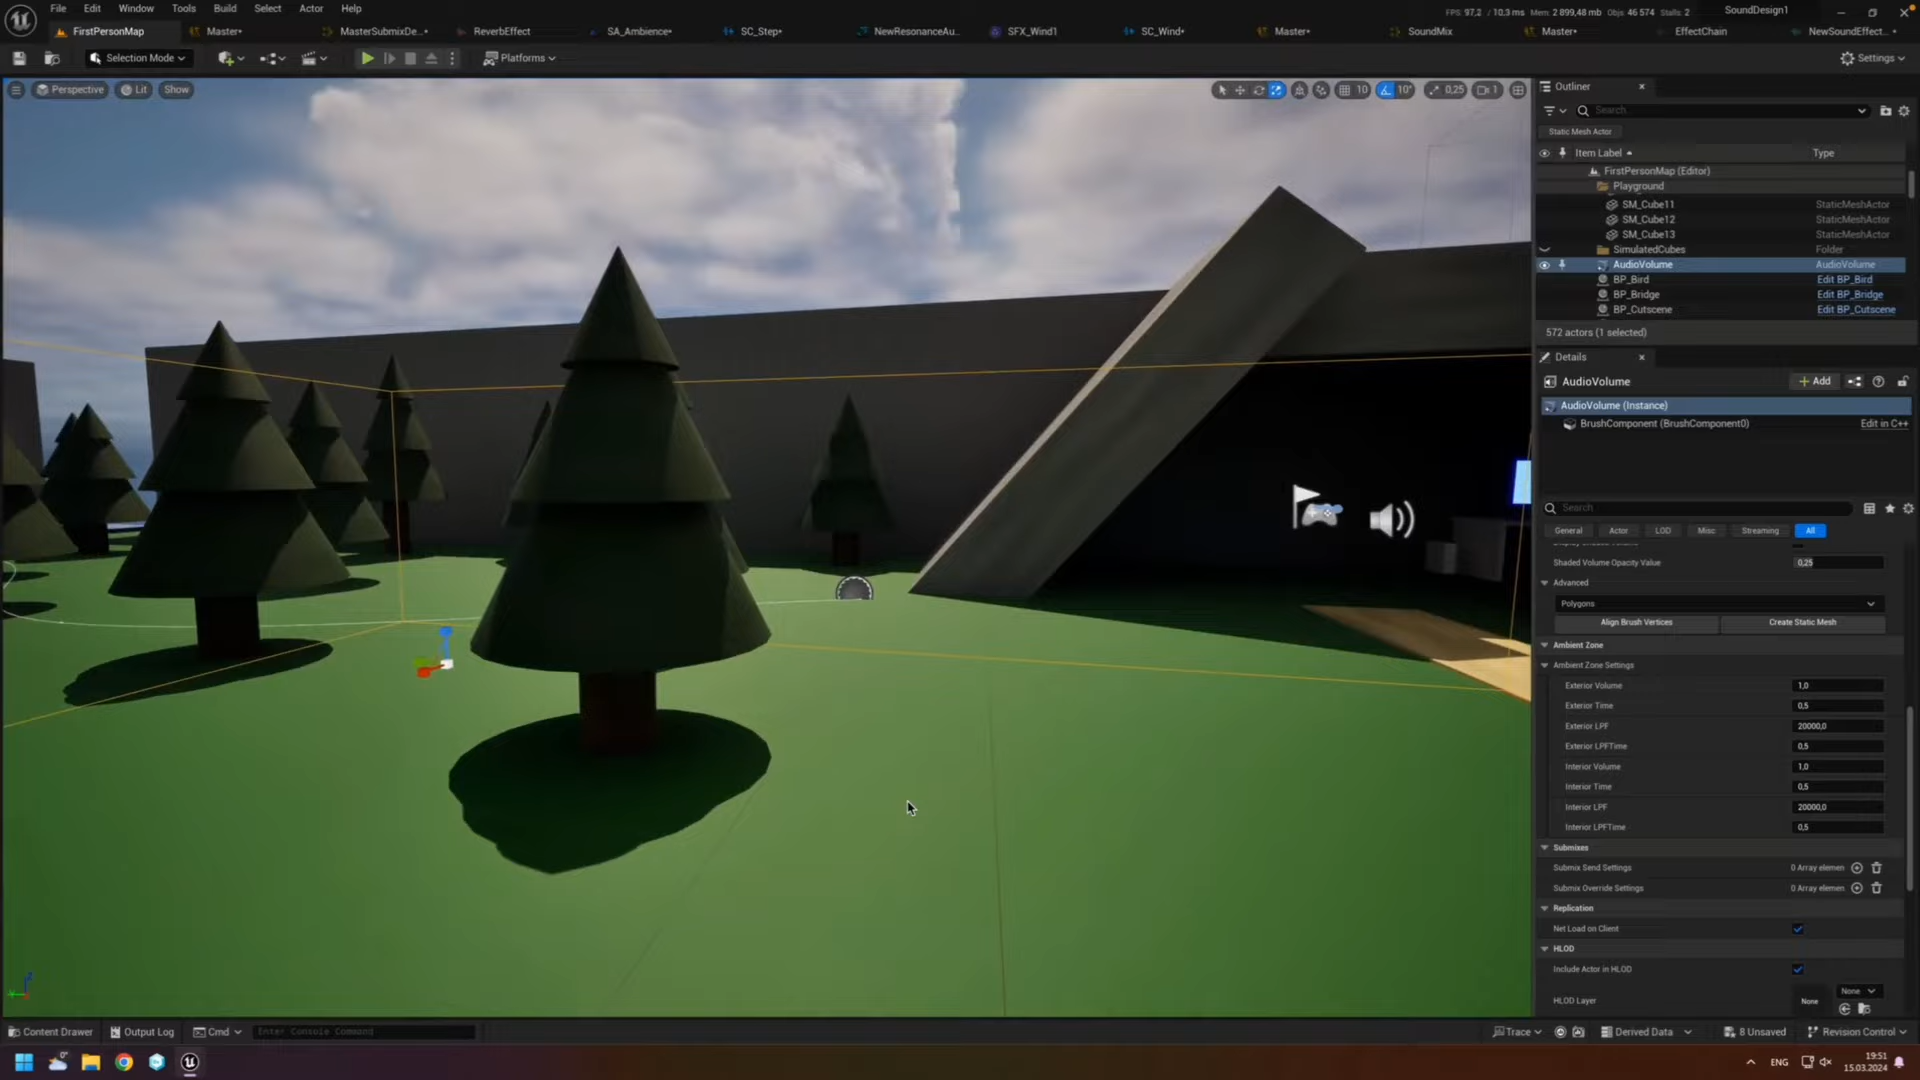 File Edit Window Tools Build Select Actor Help
FPS: 97,2 / 10,3 ms Mem: 2 899,48 mb Objs: 46 574 Stalls: 2 SoundDesign1
FirstPersonMap Master* MasterSubmixDe...* ReverbEffect SA_Ambience* SC_Step* NewResonanceAu... SFX_Wind1 SC_Wind* Master* SoundMix Master* EffectChain NewSoundEffect...
Selection Mode Platforms Settings
Perspective Lit Show 10 10° 0,25 1
Outliner
Search
Static Mesh Actor
Item Label Type
FirstPersonMap (Editor)
Playground
SM_Cube11 StaticMeshActor
SM_Cube12 StaticMeshActor
SM_Cube13 StaticMeshActor
SimulatedCubes Folder
AudioVolume AudioVolume
BP_Bird Edit BP_Bird
BP_Bridge Edit BP_Bridge
BP_Cutscene Edit BP_Cutscene
572 actors (1 selected)
Details
AudioVolume + Add
AudioVolume (Instance)
BrushComponent (BrushComponent0) Edit in C++
Search
General Actor LOD Misc Streaming All
Shaded Volume Opacity Value 0,25
Advanced
Polygons
Align Brush Vertices Create Static Mesh
Ambient Zone
Ambient Zone Settings
Exterior Volume 1,0
Exterior Time 0,5
Exterior LPF 20000,0
Exterior LPFTime 0,5
Interior Volume 1,0
Interior Time 0,5
Interior LPF 20000,0
Interior LPFTime 0,5
Submixes
Submix Send Settings 0 Array elemen
Submix Override Settings 0 Array elemen
Replication
Net Load on Client
HLOD
Include Actor in HLOD
HLOD Layer None None
Content Drawer Output Log Cmd Enter Console Command Trace Derived Data 8 Unsaved Revision Control
ENG 19:51
15.03.2024